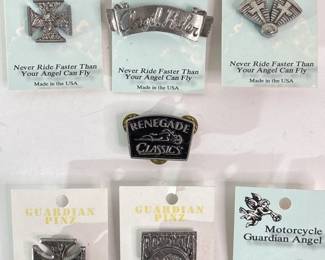 Never Ride Faster Than
Your Angel Can Fly
Made in the USA
Never Ride Faster Than
Your Angel Can Fly
Made in the USA
Never Ride Faster Than
Your Angel Can Fly
Made in the USA
RENEGADE
CLASSICS
GUARDIAN
PINZ
GUARDIAN
PINZ
Motorcycle
Guardian Angel